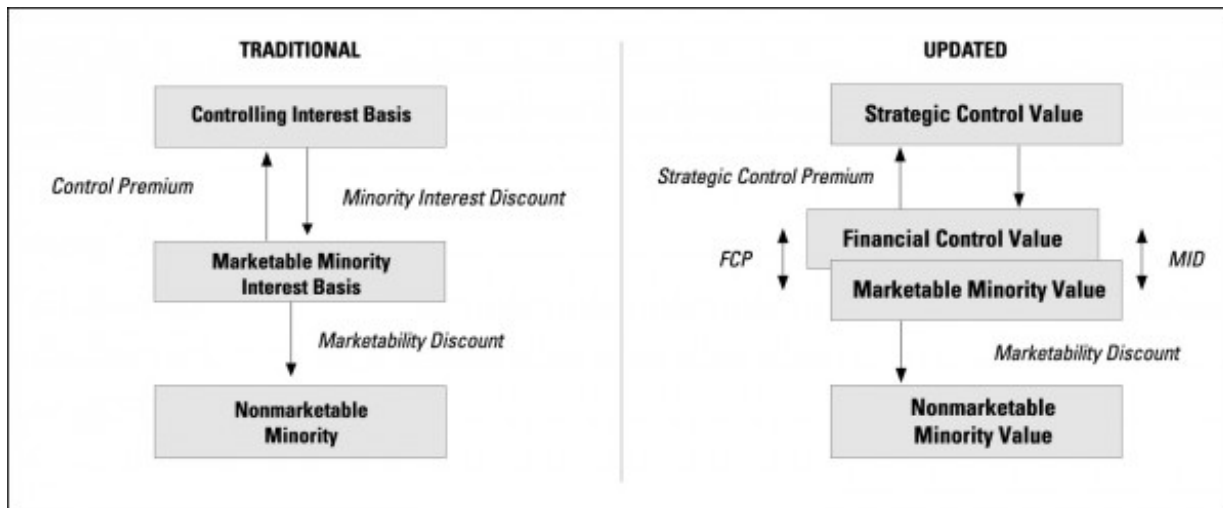 TRADITIONAL
Controlling Interest Basis
Control Premium
Minority Interest Discount
Marketable Minority
Interest Basis
Marketability Discount
Nonmarketable
Minority
UPDATED
Strategic Control Value
Strategic Control Premium
Financial Control Value
FCP
MID
Marketable Minority Value
Marketability Discount
Nonmarketable
Minority Value